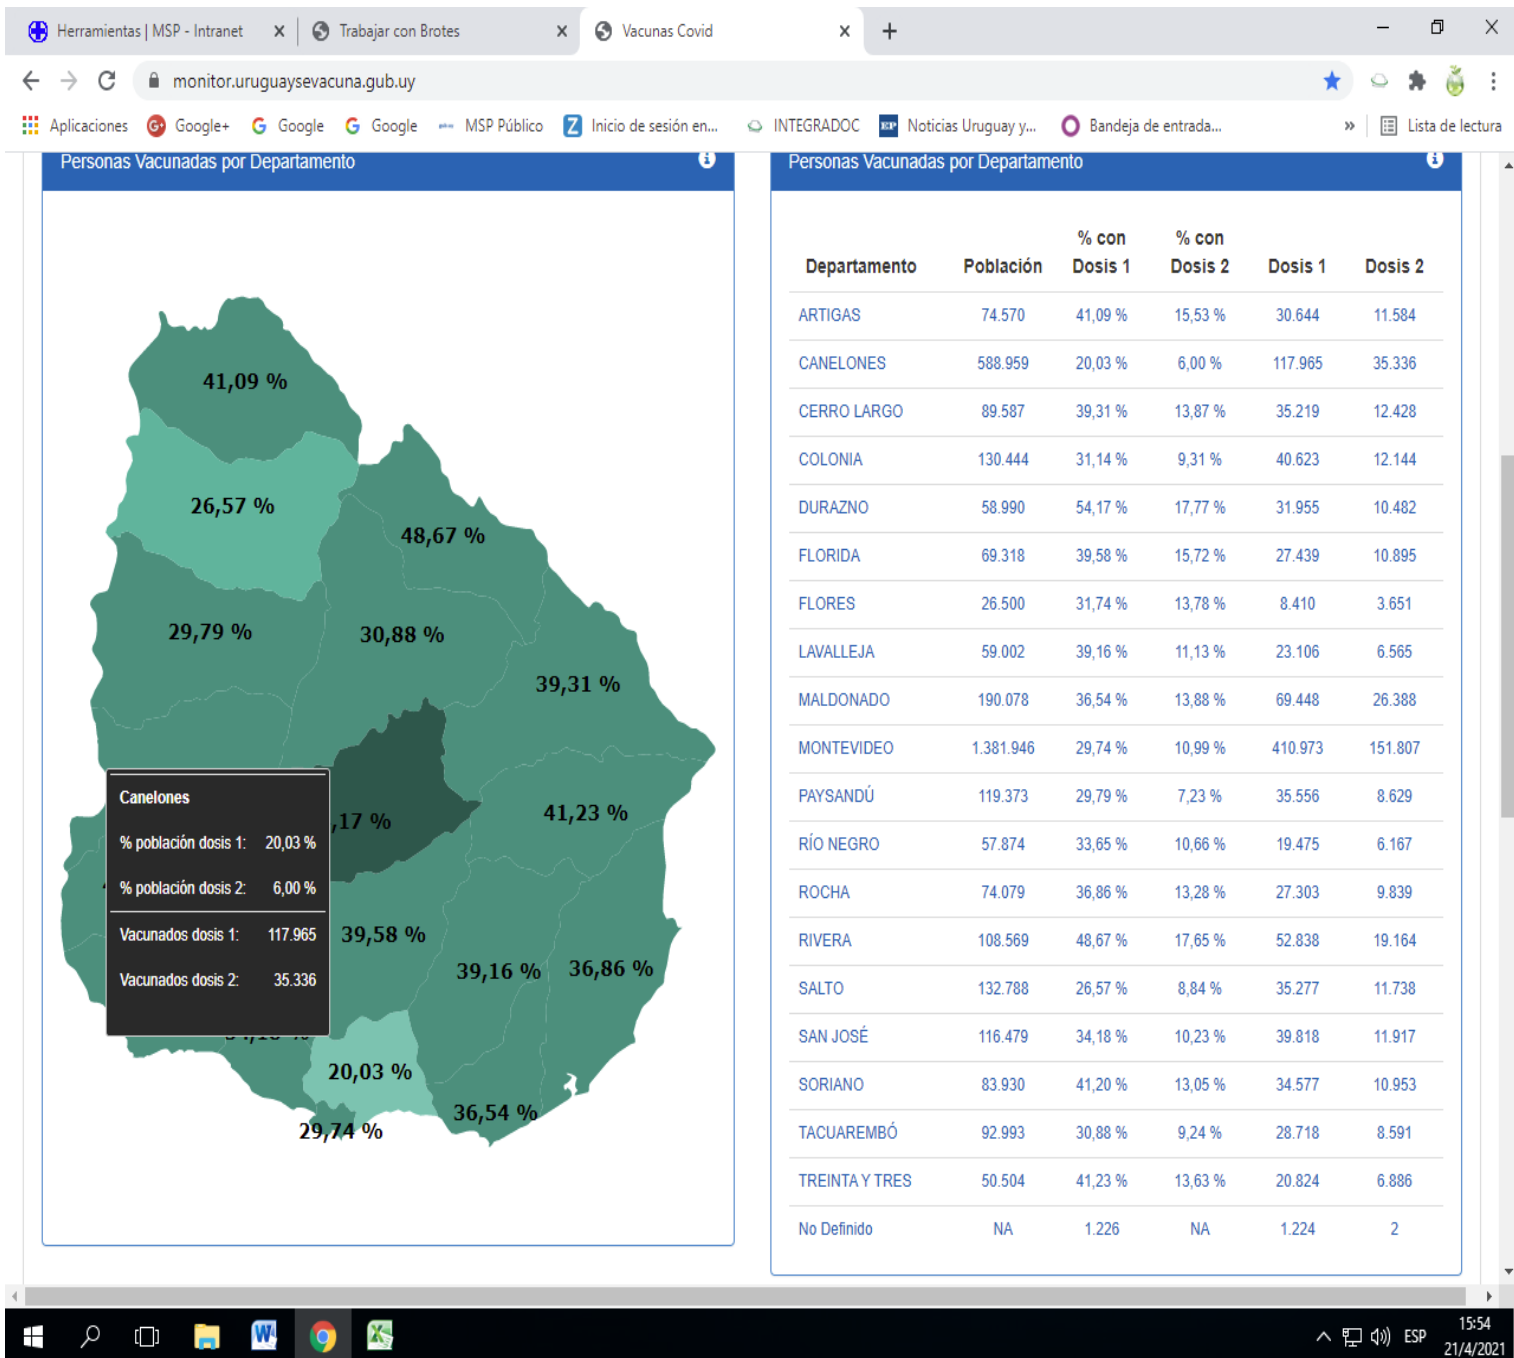 Herramientas | MSP - Intranet
Trabajar con Brotes
Vacunas Covid
monitor.uruguaysevacuna.gub.uy
Aplicaciones Google+ Google Google MSP Público Inicio de sesión en... INTEGRADOC EP Noticias Uruguay y... Bandeja de entrada... » Lista de lectura
Personas Vacunadas por Departamento
41,09 %
26,57 %
48,67 %
29,79 %
30,88 %
39,31 %
,17 %
41,23 %
Canelones
% población dosis 1: 20,03 %
% población dosis 2: 6,00 %
Vacunados dosis 1: 117.965
Vacunados dosis 2: 35.336
39,58 %
39,16 %
36,86 %
20,03 %
36,54 %
29,74 %
Personas Vacunadas por Departamento
Departamento Población % con Dosis 1 % con Dosis 2 Dosis 1 Dosis 2
ARTIGAS 74.570 41,09 % 15,53 % 30.644 11.584
CANELONES 588.959 20,03 % 6,00 % 117.965 35.336
CERRO LARGO 89.587 39,31 % 13,87 % 35.219 12.428
COLONIA 130.444 31,14 % 9,31 % 40.623 12.144
DURAZNO 58.990 54,17 % 17,77 % 31.955 10.482
FLORIDA 69.318 39,58 % 15,72 % 27.439 10.895
FLORES 26.500 31,74 % 13,78 % 8.410 3.651
LAVALLEJA 59.002 39,16 % 11,13 % 23.106 6.565
MALDONADO 190.078 36,54 % 13,88 % 69.448 26.388
MONTEVIDEO 1.381.946 29,74 % 10,99 % 410.973 151.807
PAYSANDÚ 119.373 29,79 % 7,23 % 35.556 8.629
RÍO NEGRO 57.874 33,65 % 10,66 % 19.475 6.167
ROCHA 74.079 36,86 % 13,28 % 27.303 9.839
RIVERA 108.569 48,67 % 17,65 % 52.838 19.164
SALTO 132.788 26,57 % 8,84 % 35.277 11.738
SAN JOSÉ 116.479 34,18 % 10,23 % 39.818 11.917
SORIANO 83.930 41,20 % 13,05 % 34.577 10.953
TACUAREMBÓ 92.993 30,88 % 9,24 % 28.718 8.591
TREINTA Y TRES 50.504 41,23 % 13,63 % 20.824 6.886
No Definido NA 1.226 NA 1.224 2
ESP
15:54
21/4/2021